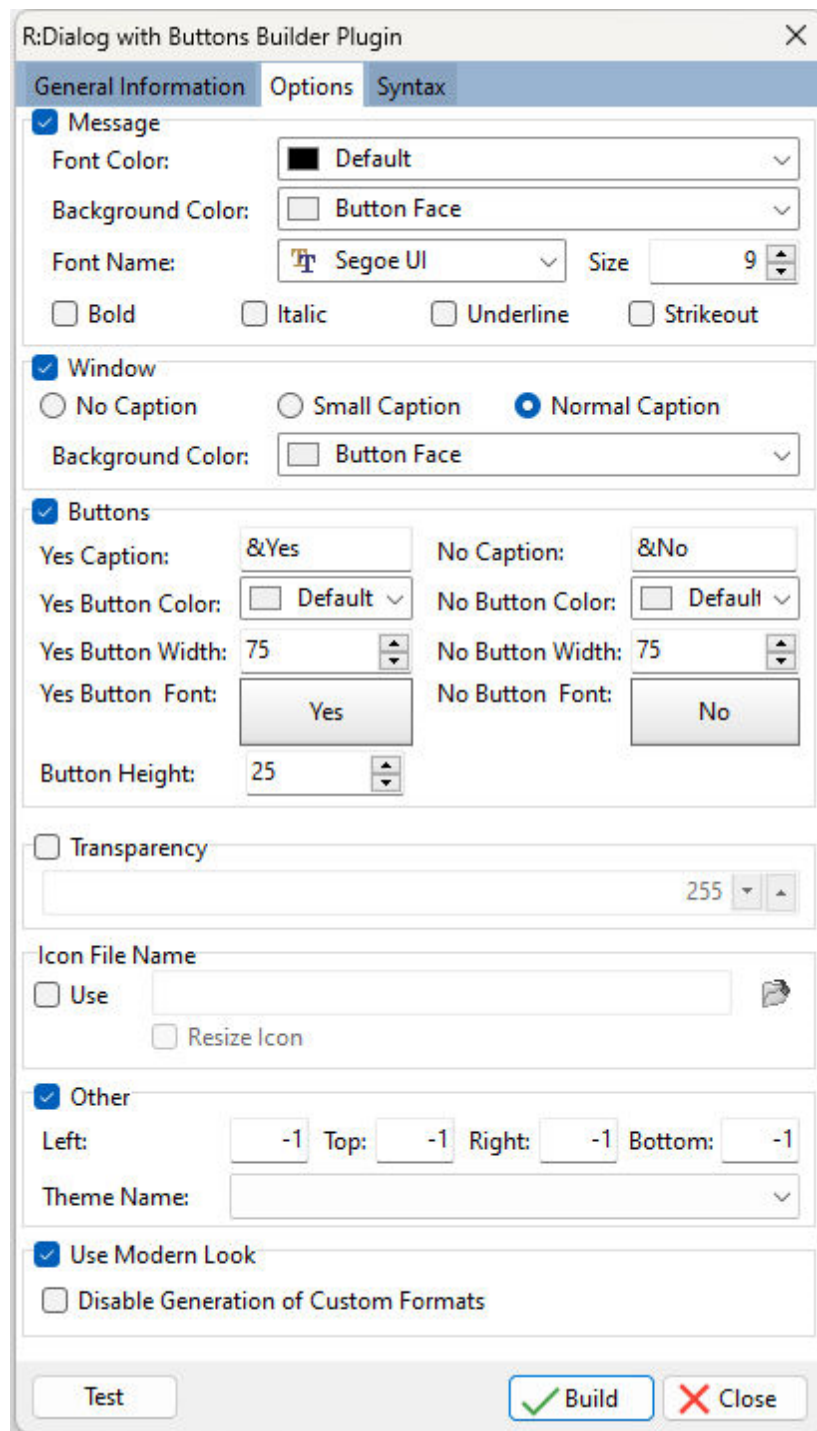 R:Dialog with Buttons Builder Plugin
General Information Options Syntax
Message
Font Color: Default
Background Color: Button Face
Font Name: Segoe UI Size 9
Bold Italic Underline Strikeout
Window
No Caption Small Caption Normal Caption
Background Color: Button Face
Buttons
Yes Caption: &Yes No Caption: &No
Yes Button Color: Default No Button Color: Default
Yes Button Width: 75 No Button Width: 75
Yes Button Font: Yes No Button Font: No
Button Height: 25
Transparency
255
Icon File Name
Use
Resize Icon
Other
Left: -1 Top: -1 Right: -1 Bottom: -1
Theme Name:
Use Modern Look
Disable Generation of Custom Formats
Test Build Close